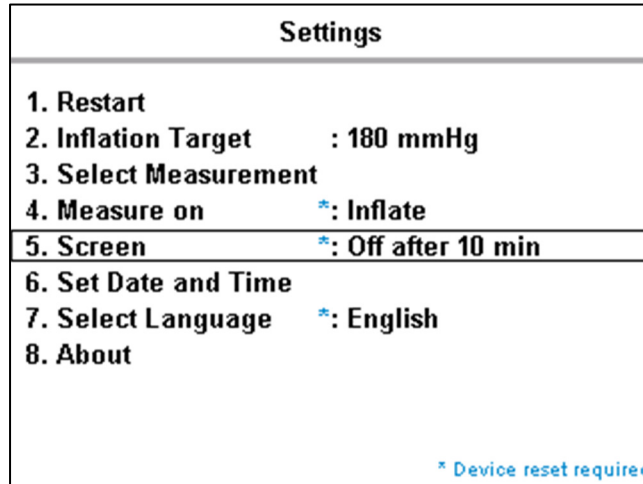 Settings
1. Restart
2. Inflation Target : 180 mmHg
3. Select Measurement
4. Measure on *: Inflate
5. Screen *: Off after 10 min
6. Set Date and Time
7. Select Language *: English
8. About
* Device reset required